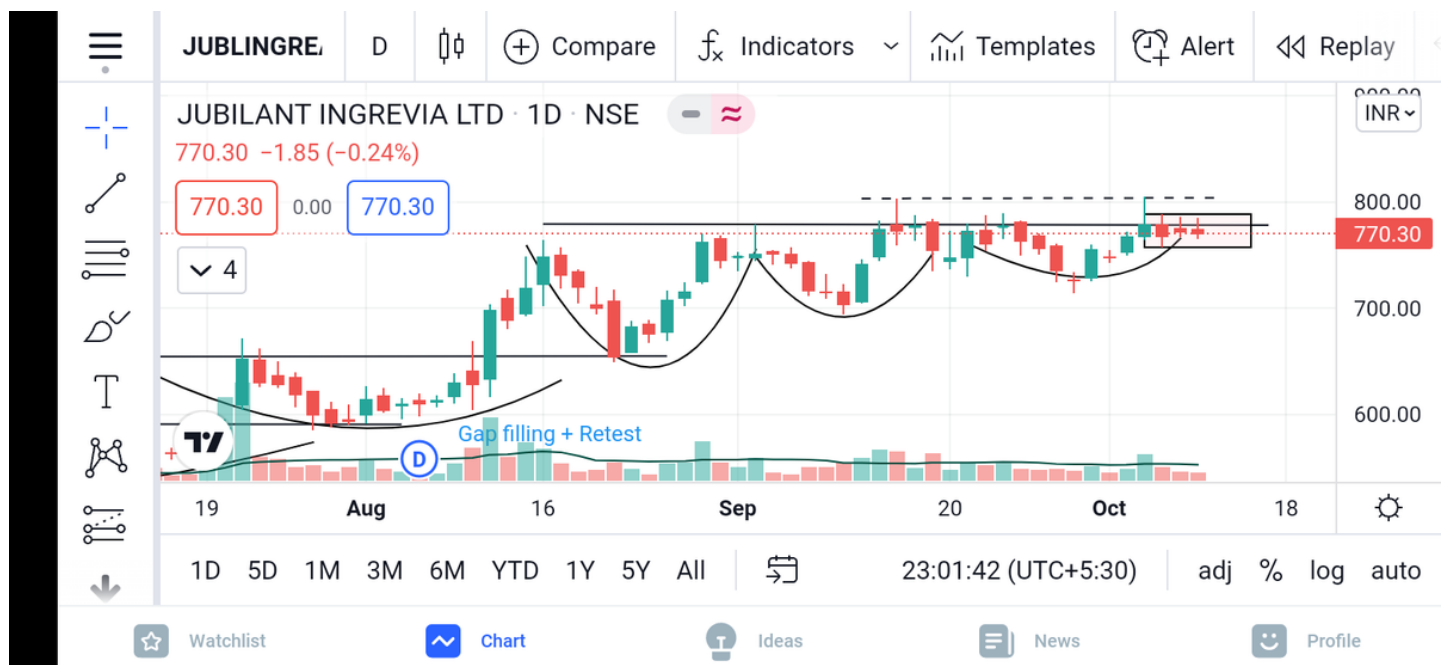 JUBLINGRE
D
Compare
Indicators
Templates
Alert
Replay
JUBILANT INGREVIA LTD · 1D · NSE
INR
770.30 −1.85 (−0.24%)
770.30
0.00
770.30
4
800.00
770.30
700.00
600.00
Gap filling + Retest
D
T
19
Aug
16
Sep
20
Oct
18
1D 5D 1M 3M 6M YTD 1Y 5Y All
23:01:42 (UTC+5:30)
adj % log auto
Watchlist
Chart
Ideas
News
Profile